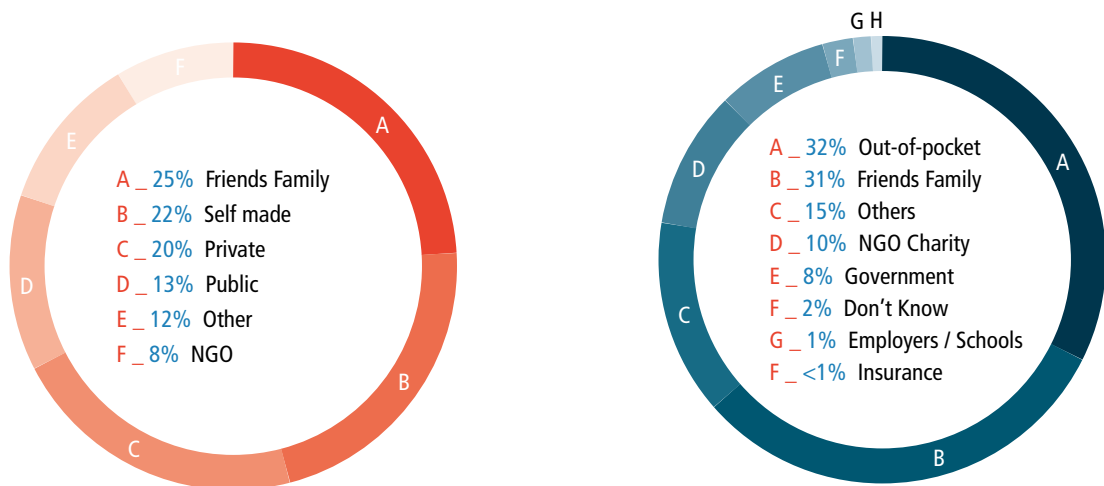 F
A
E
D
B
C
A _ 25% Friends Family
B _ 22% Self made
C _ 20% Private
D _ 13% Public
E _ 12% Other
F _ 8% NGO
G H
F
E
A
D
C
B
A _ 32% Out-of-pocket
B _ 31% Friends Family
C _ 15% Others
D _ 10% NGO Charity
E _ 8% Government
F _ 2% Don't Know
G _ 1% Employers / Schools
F _ <1% Insurance